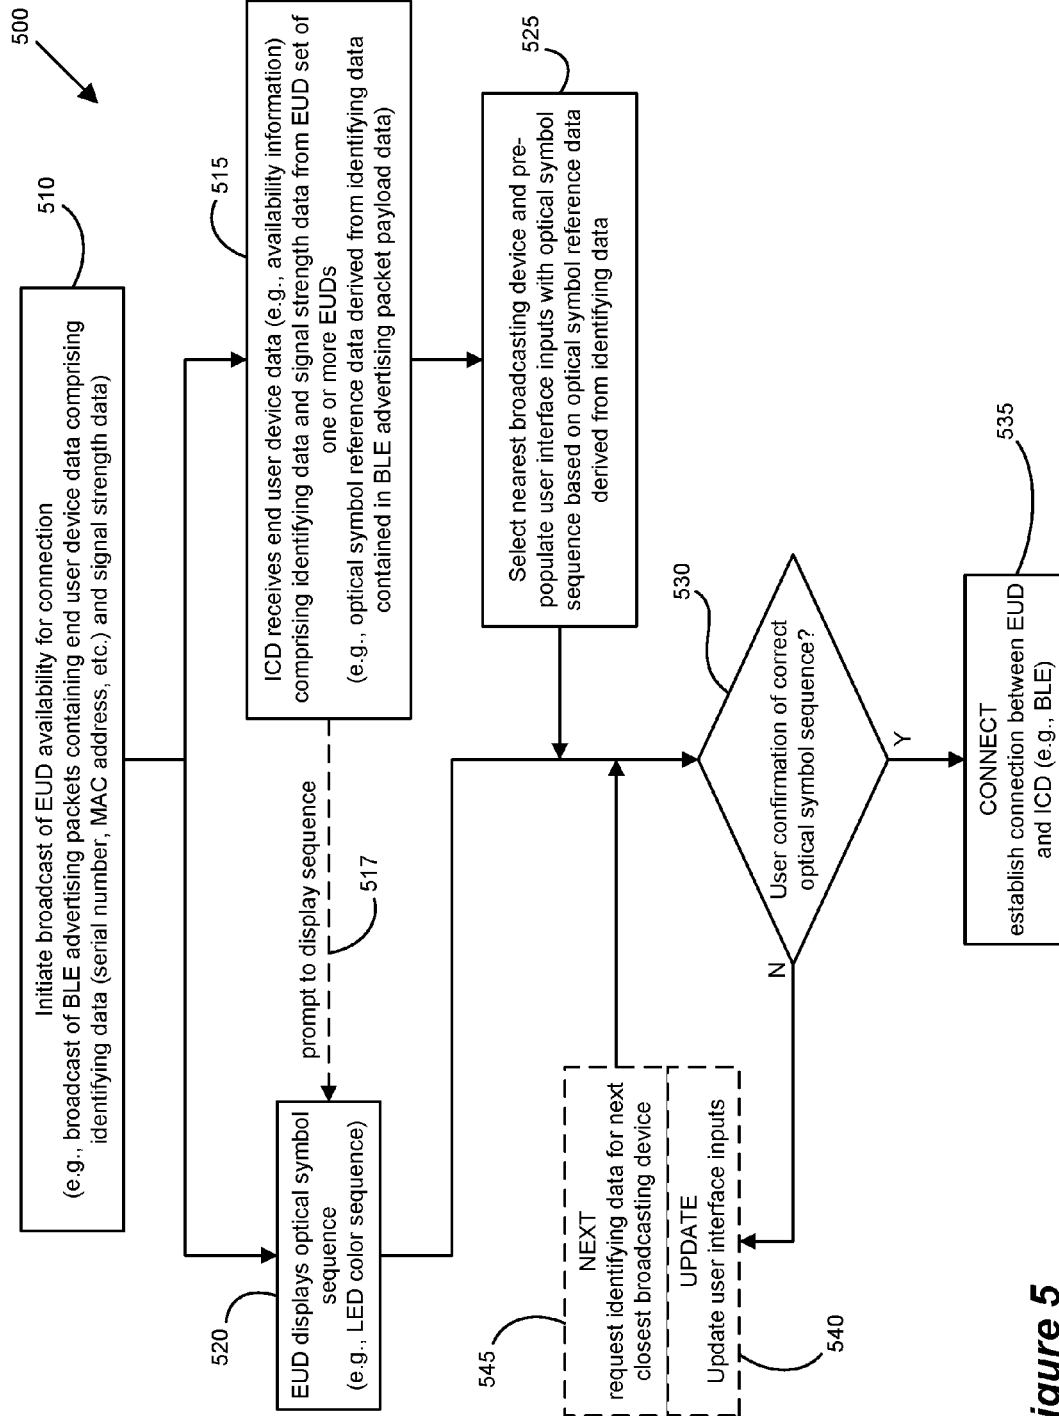 500
510
Initiate broadcast of EUD availability for connection
(e.g., broadcast of BLE advertising packets containing end user device data comprising
identifying data (serial number, MAC address, etc.) and signal strength data)
515
ICD receives end user device data (e.g., availability information)
comprising identifying data and signal strength data from EUD set of
one or more EUDs
(e.g., optical symbol reference data derived from identifying data
contained in BLE advertising packet payload data)
prompt to display sequence
517
520
EUD displays optical symbol
sequence
(e.g., LED color sequence)
525
Select nearest broadcasting device and pre-
populate user interface inputs with optical symbol
sequence based on optical symbol reference data
derived from identifying data
530
User confirmation of correct
optical symbol sequence?
N
Y
545
NEXT
request identifying data for next
closest broadcasting device
UPDATE
Update user interface inputs
540
535
CONNECT
establish connection between EUD
and ICD (e.g., BLE)
igure 5